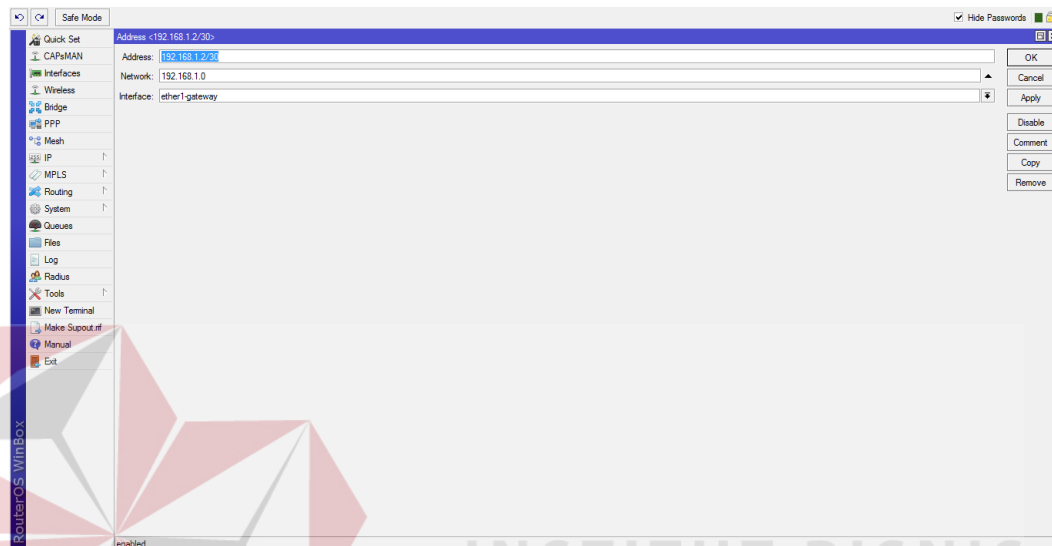 Safe Mode
Hide Passwords
Quick Set
CAPsMAN
Interfaces
Wireless
Bridge
PPP
Mesh
IP
MPLS
Routing
System
Queues
Files
Log
Radius
Tools
New Terminal
Make Supout.rif
Manual
Exit
RouterOS WinBox
Address <192.168.1.2/30>
Address: 192.168.1.2/30
Network: 192.168.1.0
Interface: ether1-gateway
OK
Cancel
Apply
Disable
Comment
Copy
Remove
enabled